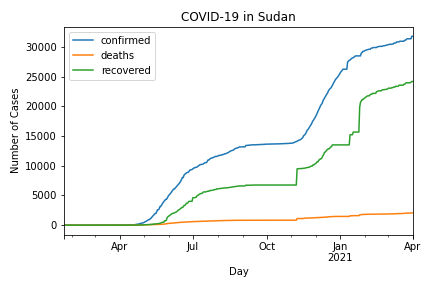 COVID-19 in Sudan
confirmed
deaths
recovered
Number of Cases
30000
25000
20000
15000
10000
5000
0
Apr
Jul
Oct
Jan
2021
Apr
Day